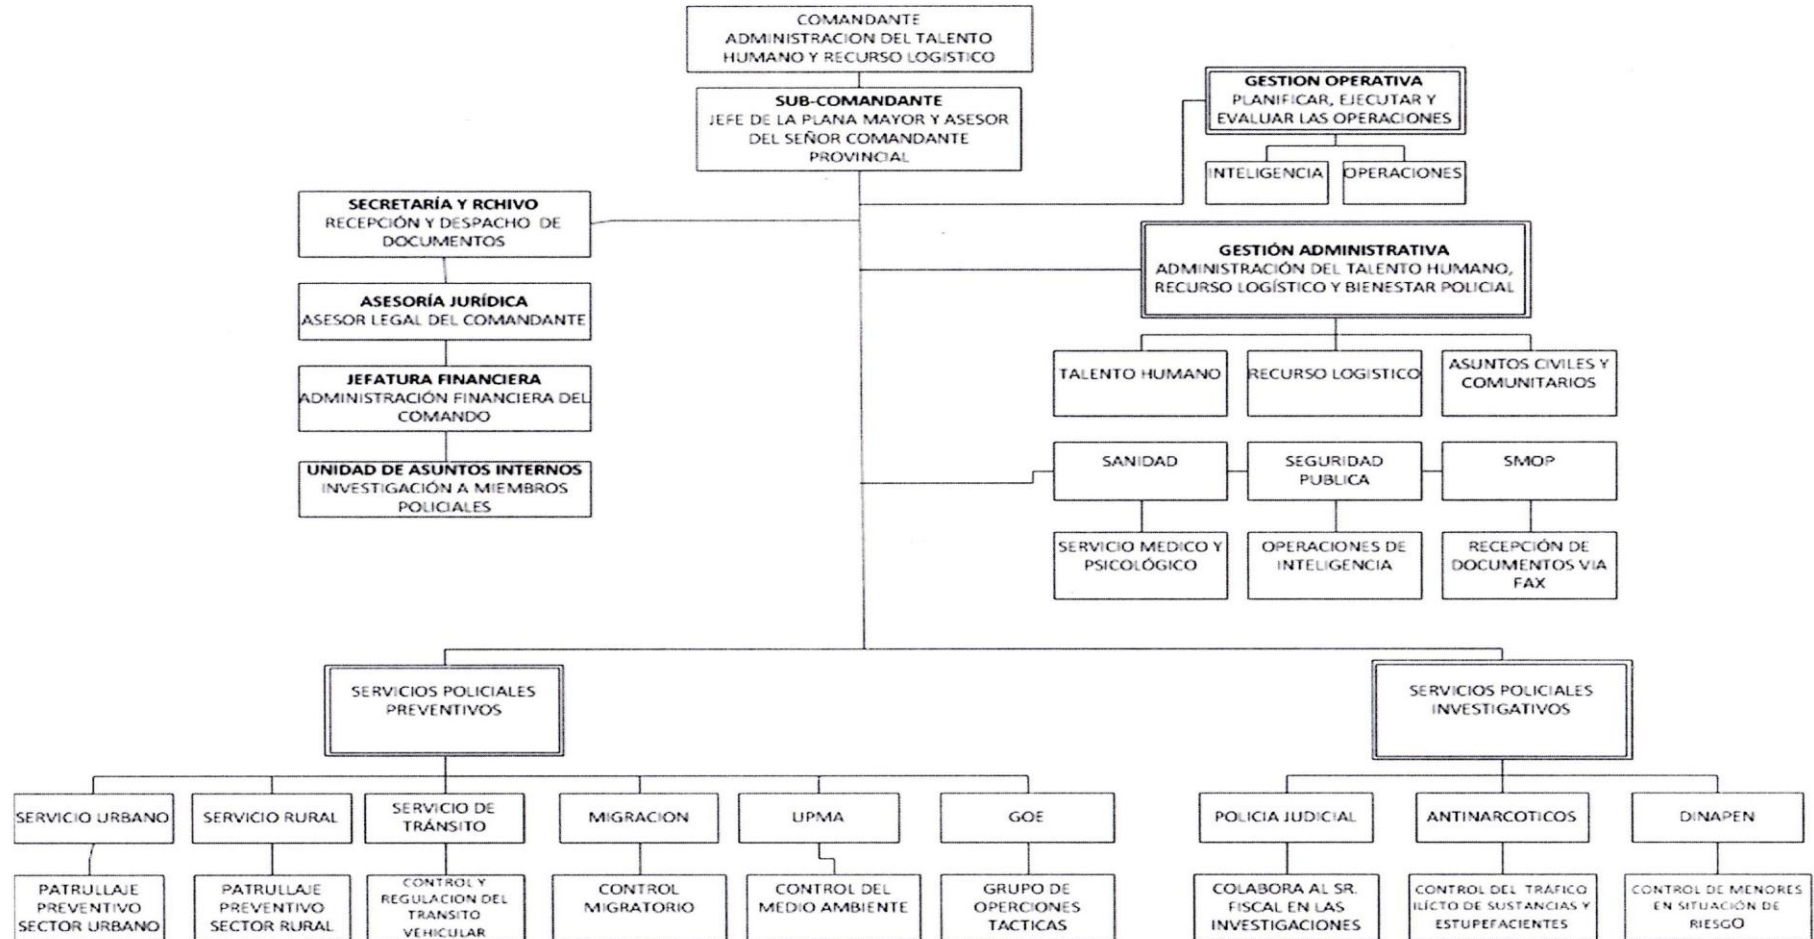 COMANDANTE
ADMINISTRACION DEL TALENTO
HUMANO Y RECURSO LOGISTICO
SUB-COMANDANTE
JEFE DE LA PLANA MAYOR Y ASESOR
DEL SEÑOR COMANDANTE
PROVINCIAL
GESTION OPERATIVA
PLANIFICAR, EJECUTAR Y
EVALUAR LAS OPERACIONES
INTELIGENCIA
OPERACIONES
SECRETARÍA Y RCHIVO
RECEPCIÓN Y DESPACHO DE
DOCUMENTOS
ASESORÍA JURÍDICA
ASESOR LEGAL DEL COMANDANTE
JEFATURA FINANCIERA
ADMINISTRACIÓN FINANCIERA DEL
COMANDO
UNIDAD DE ASUNTOS INTERNOS
INVESTIGACIÓN A MIEMBROS
POLICIALES
GESTIÓN ADMINISTRATIVA
ADMINISTRACIÓN DEL TALENTO HUMANO,
RECURSO LOGÍSTICO Y BIENESTAR POLICIAL
TALENTO HUMANO
RECURSO LOGISTICO
ASUNTOS CIVILES Y
COMUNITARIOS
SANIDAD
SEGURIDAD
PUBLICA
SMOP
SERVICIO MEDICO Y
PSICOLÓGICO
OPERACIONES DE
INTELIGENCIA
RECEPCIÓN DE
DOCUMENTOS VIA
FAX
SERVICIOS POLICIALES
PREVENTIVOS
SERVICIOS POLICIALES
INVESTIGATIVOS
SERVICIO URBANO
SERVICIO RURAL
SERVICIO DE
TRÁNSITO
MIGRACION
UPMA
GOE
POLICIA JUDICIAL
ANTINARCOTICOS
DINAPEN
PATRULLAJE
PREVENTIVO
SECTOR URBANO
PATRULLAJE
PREVENTIVO
SECTOR RURAL
CONTROL Y
REGULACION DEL
TRANSITO
VEHICULAR
CONTROL
MIGRATORIO
CONTROL DEL
MEDIO AMBIENTE
GRUPO DE
OPERCIONES
TACTICAS
COLABORA AL SR.
FISCAL EN LAS
INVESTIGACIONES
CONTROL DEL TRÁFICO
ILÍCTO DE SUSTANCIAS Y
ESTUPEFACIENTES
CONTROL DE MENORES
EN SITUACIÓN DE
RIESGO